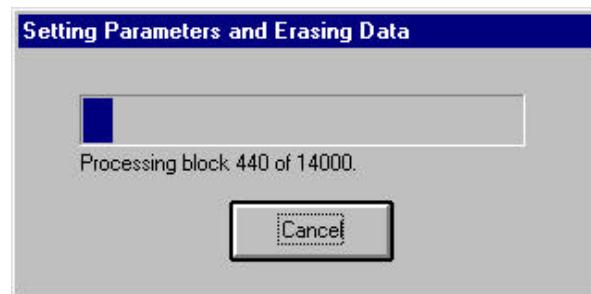 Setting Parameters and Erasing Data
Processing block 440 of 14000.
Cancel